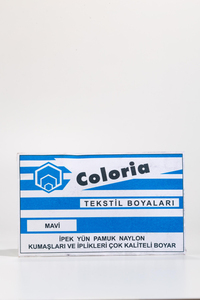 Coloria
TEKSTİL BOYALARI
MAVİ
İPEK YÜN PAMUK NAYLON
KUMAŞLARI VE İPLİKLERİ ÇOK KALİTELİ BOYAR